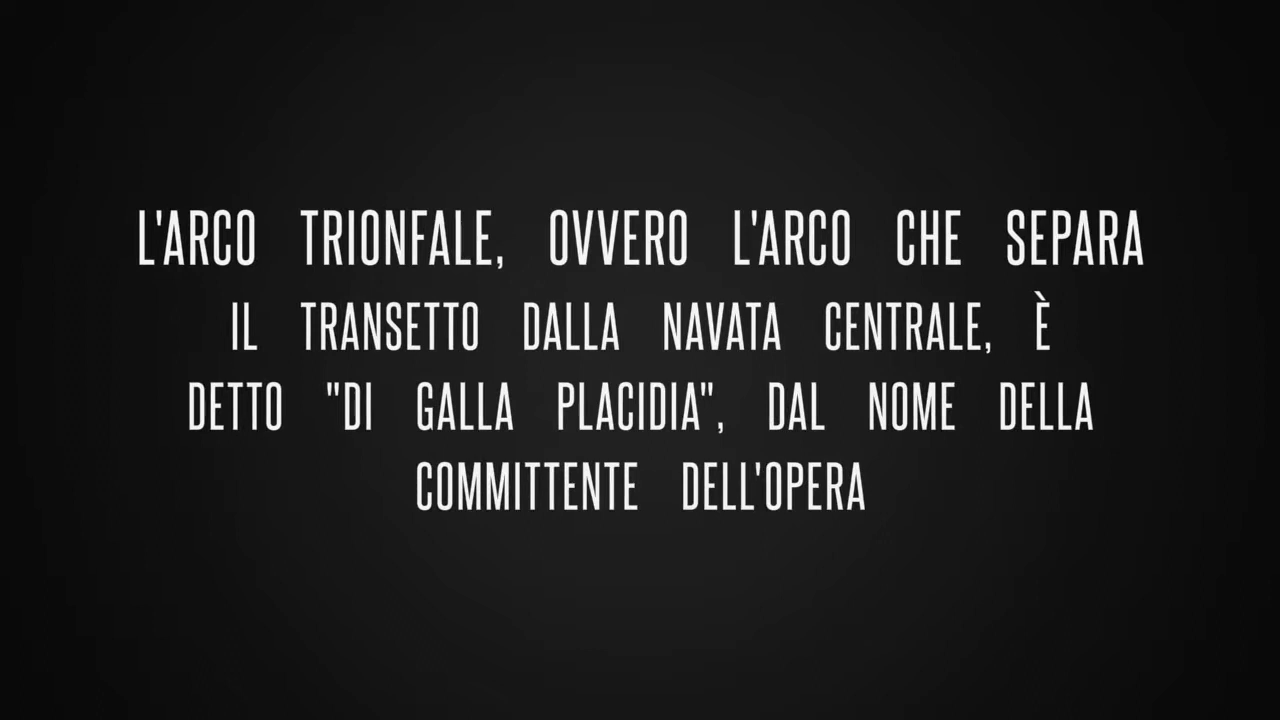 L'ARCO TRIONFALE, OVVERO L'ARCO CHE SEPARA
IL TRANSETTO DALLA NAVATA CENTRALE, È
DETTO "DI GALLA PLACIDIA", DAL NOME DELLA
COMMITTENTE DELL'OPERA